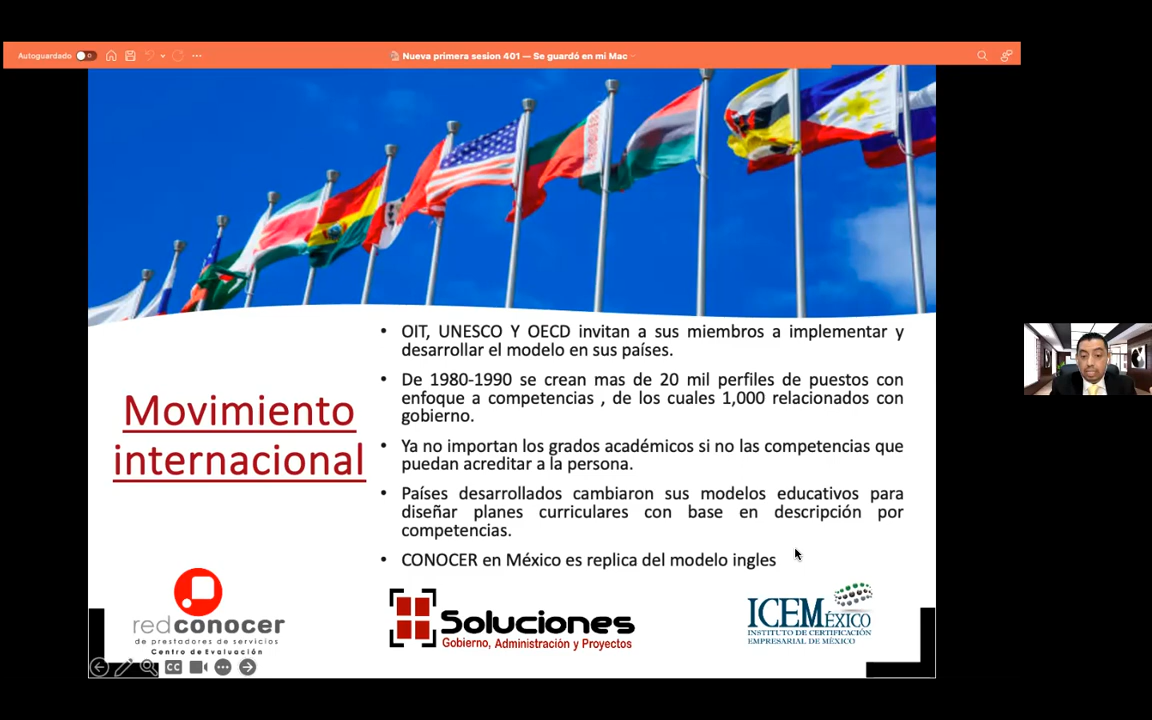 Autoguardado
Nueva primera sesion 401 — Se guardó en mi Mac
Movimiento
internacional
• OIT, UNESCO Y OECD invitan a sus miembros a implementar y
desarrollar el modelo en sus países.
• De 1980-1990 se crean mas de 20 mil perfiles de puestos con
enfoque a competencias , de los cuales 1,000 relacionados con
gobierno.
• Ya no importan los grados académicos si no las competencias que
puedan acreditar a la persona.
• Países desarrollados cambiaron sus modelos educativos para
diseñar planes curriculares con base en descripción por
competencias.
• CONOCER en México es replica del modelo ingles
redconocer
de prestadores de servicios
Centro de Evaluación
Soluciones
Gobierno, Administración y Proyectos
ICEMÉXICO
INSTITUTO DE CERTIFICACIÓN
EMPRESARIAL DE MÉXICO
CC